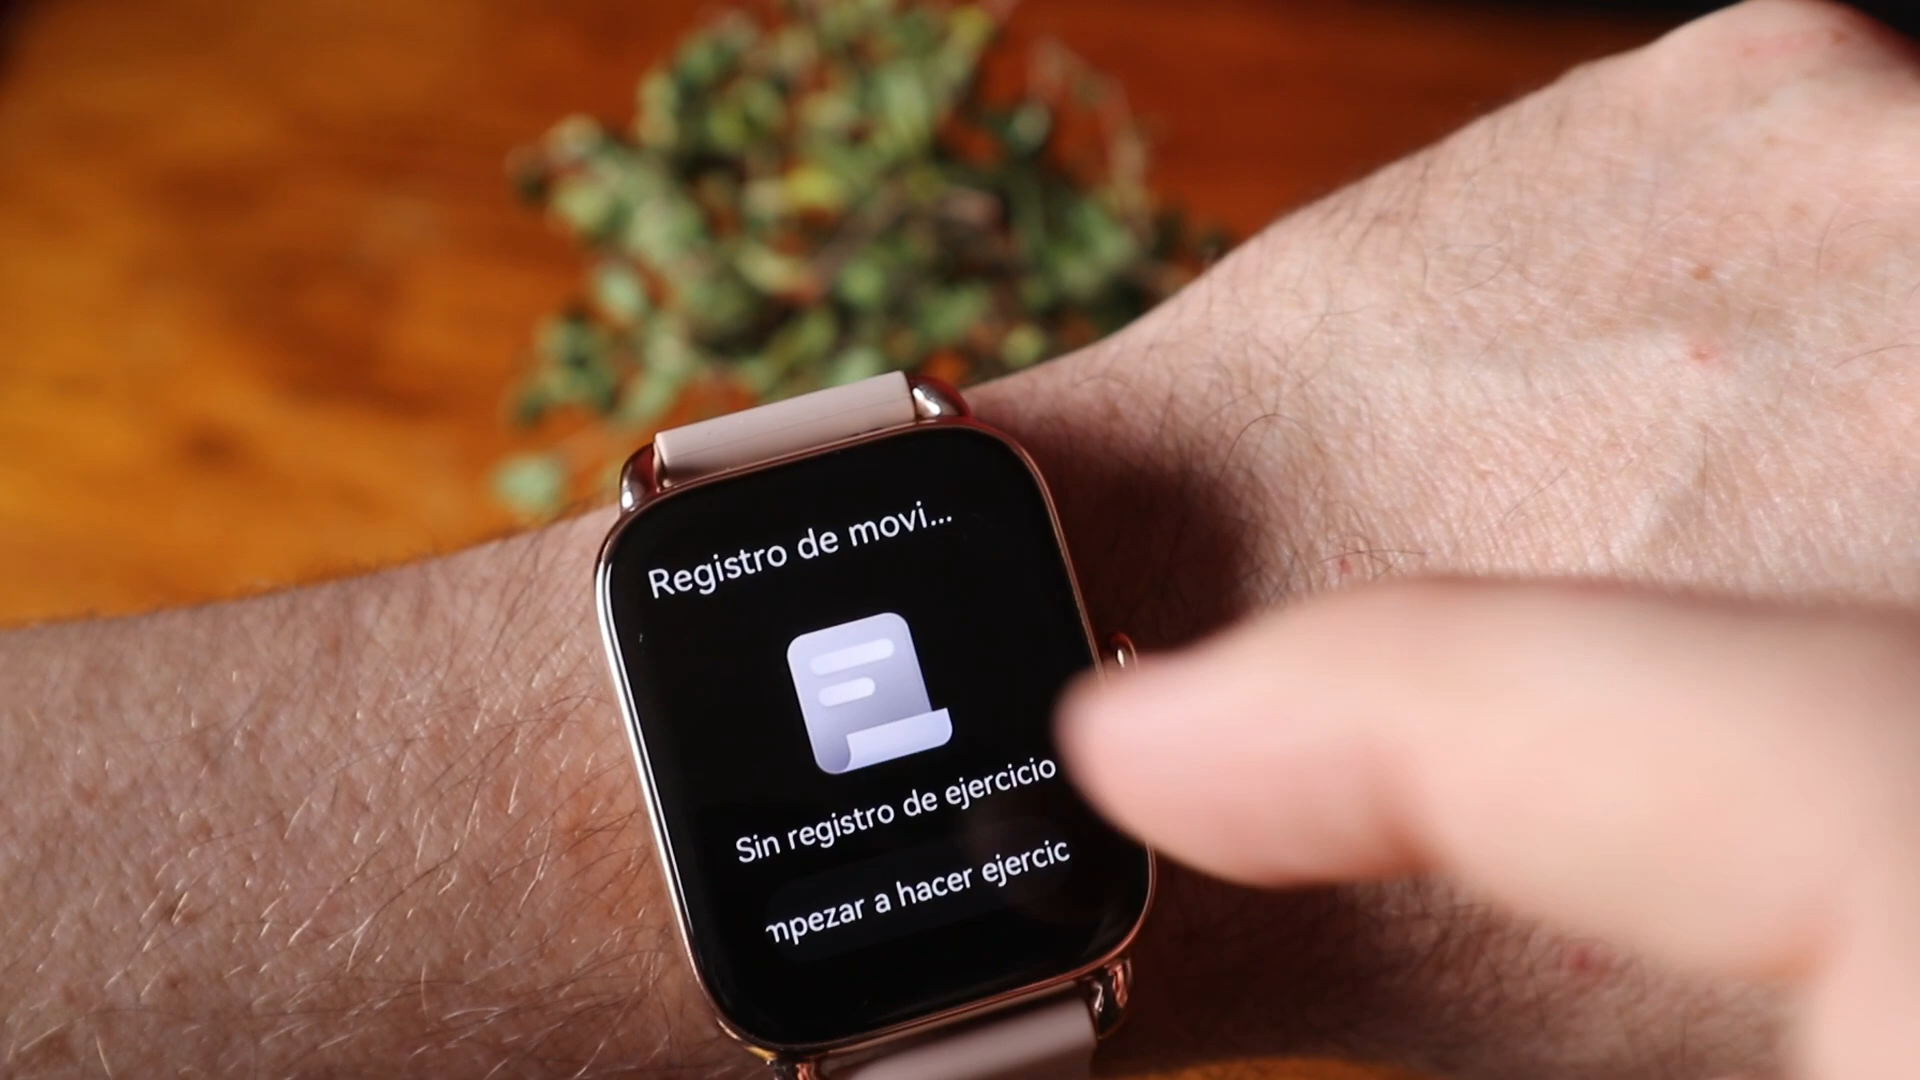 Registro de movi...
Sin registro de ejercicio
mpezar a hacer ejercic